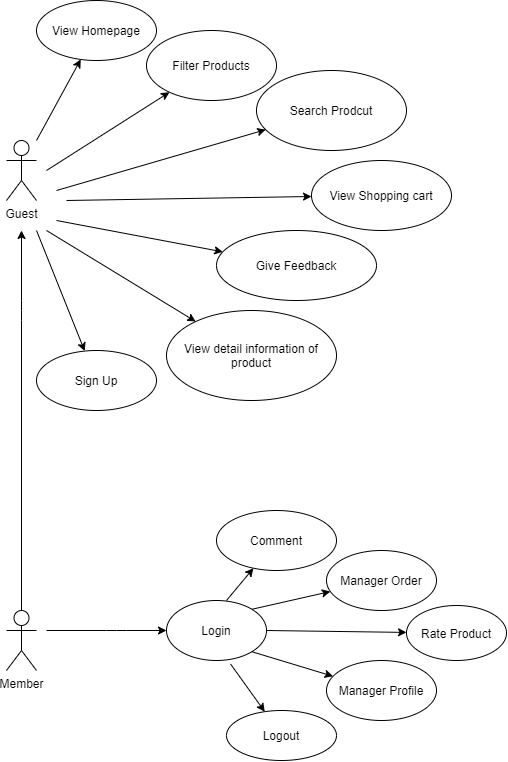 View Homepage
Filter Products
Search Prodcut
View Shopping cart
Guest
Give Feedback
View detail information of
product
Sign Up
Comment
Manager Order
Login
Rate Product
Member
Manager Profile
Logout